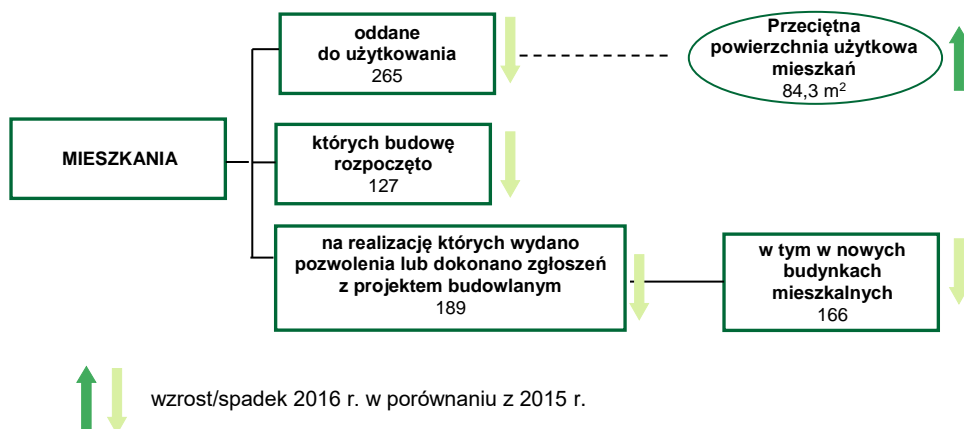 MIESZKANIA
oddane
do użytkowania
265
Przeciętna
powierzchnia użytkowa
mieszkań
84,3 m²
których budowę
rozpoczęto
127
na realizację których wydano
pozwolenia lub dokonano zgłoszeń
z projektem budowlanym
189
w tym w nowych
budynkach
mieszkalnych
166
wzrost/spadek 2016 r. w porównaniu z 2015 r.